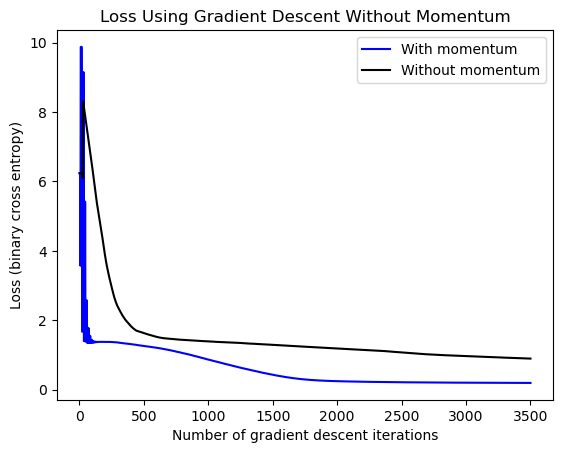 Loss Using Gradient Descent Without Momentum
With momentum
Without momentum
Loss (binary cross entropy)
10
8
6
4
2
0
0 500 1000 1500 2000 2500 3000 3500
Number of gradient descent iterations